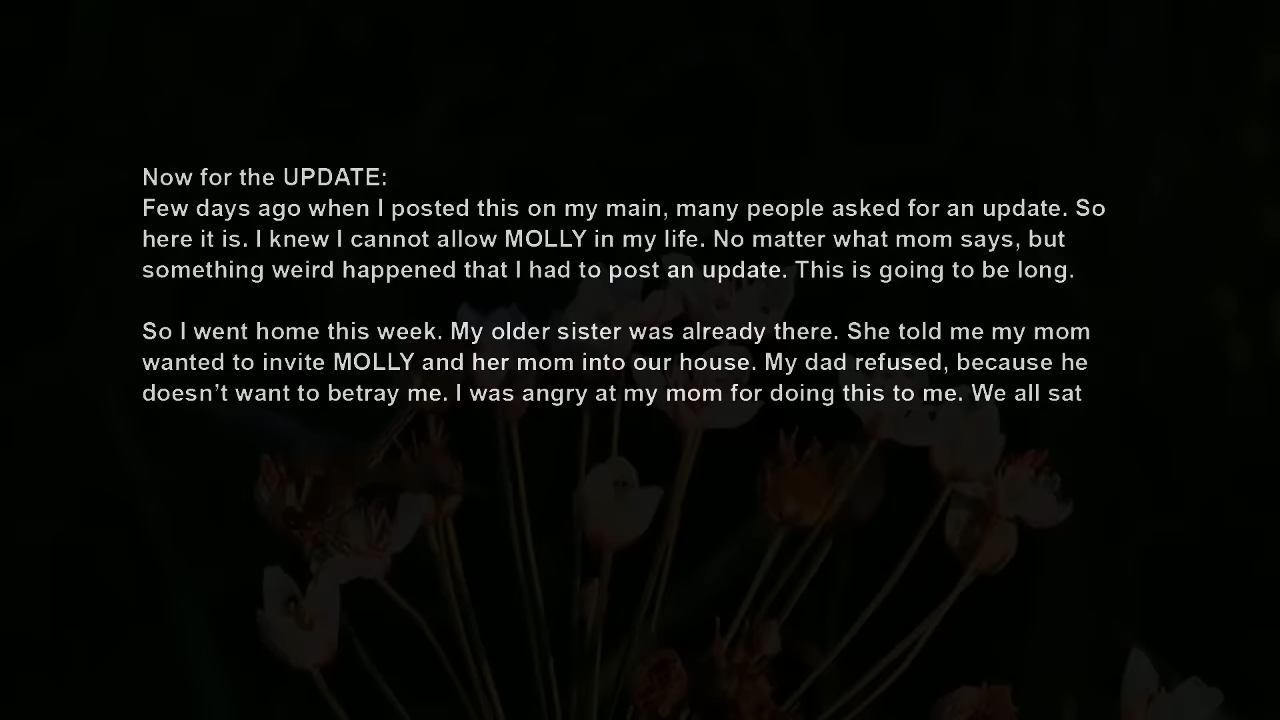 Now for the UPDATE:
Few days ago when I posted this on my main, many people asked for an update. So
here it is. I knew I cannot allow MOLLY in my life. No matter what mom says, but
something weird happened that I had to post an update. This is going to be long.
So I went home this week. My older sister was already there. She told me my mom
wanted to invite MOLLY and her mom into our house. My dad refused, because he
doesn’t want to betray me. I was angry at my mom for doing this to me. We all sat